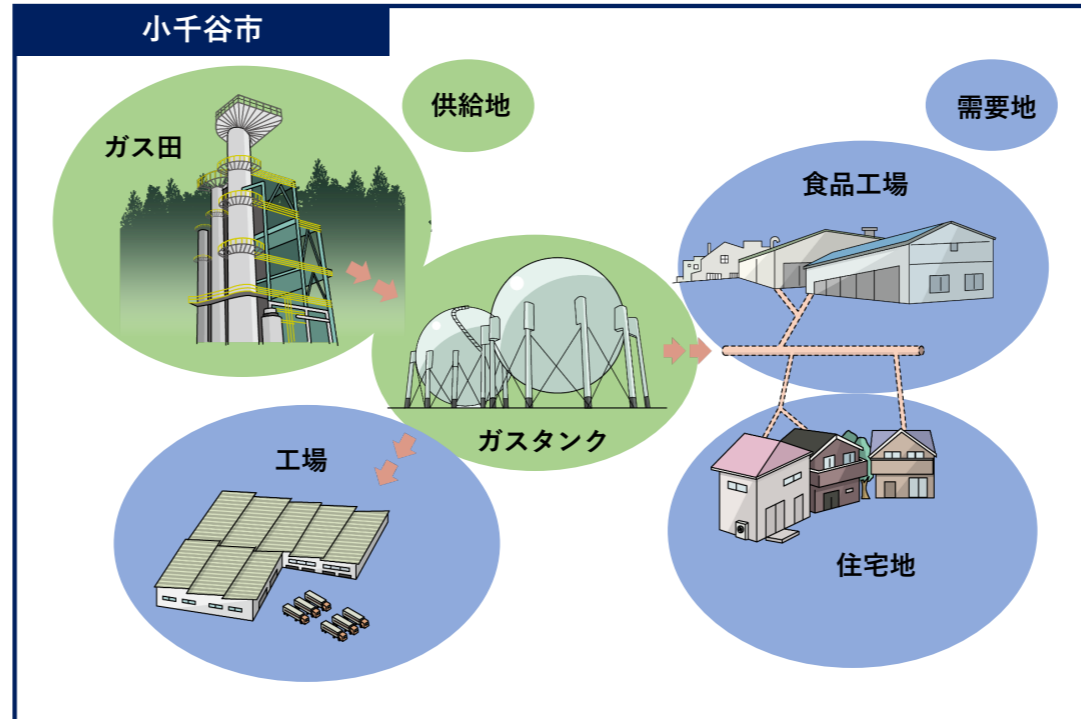 小千谷市
供給地
需要地
ガス田
食品工場
ガスタンク
工場
住宅地